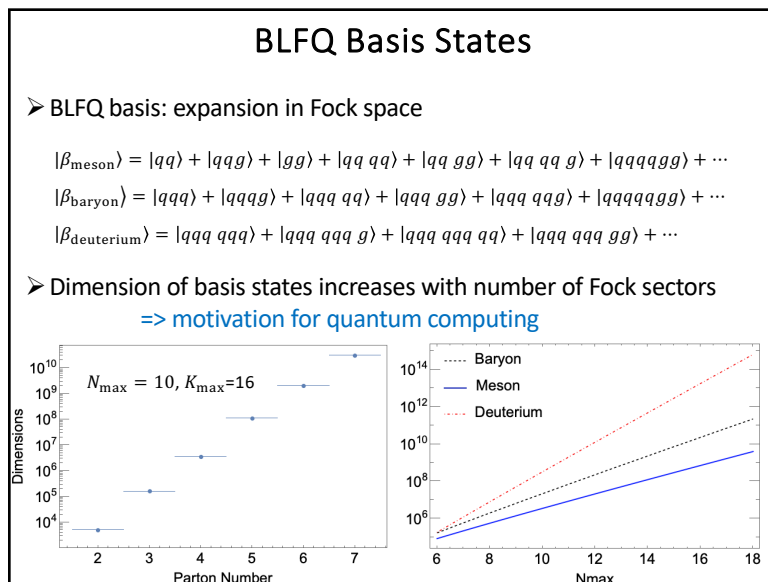 BLFQ Basis States
➢ BLFQ basis: expansion in Fock space
|β_meson⟩ = |qq⟩ + |qqg⟩ + |gg⟩ + |qq qq⟩ + |qq gg⟩ + |qq qq g⟩ + |qqqqgg⟩ + ⋯
|β_baryon⟩ = |qqq⟩ + |qqqg⟩ + |qqq qq⟩ + |qqq gg⟩ + |qqq qqg⟩ + |qqqqqgg⟩ + ⋯
|β_deuterium⟩ = |qqq qqq⟩ + |qqq qqq g⟩ + |qqq qqq qq⟩ + |qqq qqq gg⟩ + ⋯
➢ Dimension of basis states increases with number of Fock sectors
=> motivation for quantum computing
N_max = 10, K_max=16
Dimensions
10^10
10^9
10^8
10^7
10^6
10^5
10^4
2 3 4 5 6 7
Parton Number
Baryon
Meson
Deuterium
10^14
10^12
10^10
10^8
10^6
6 8 10 12 14 16 18
Nmax